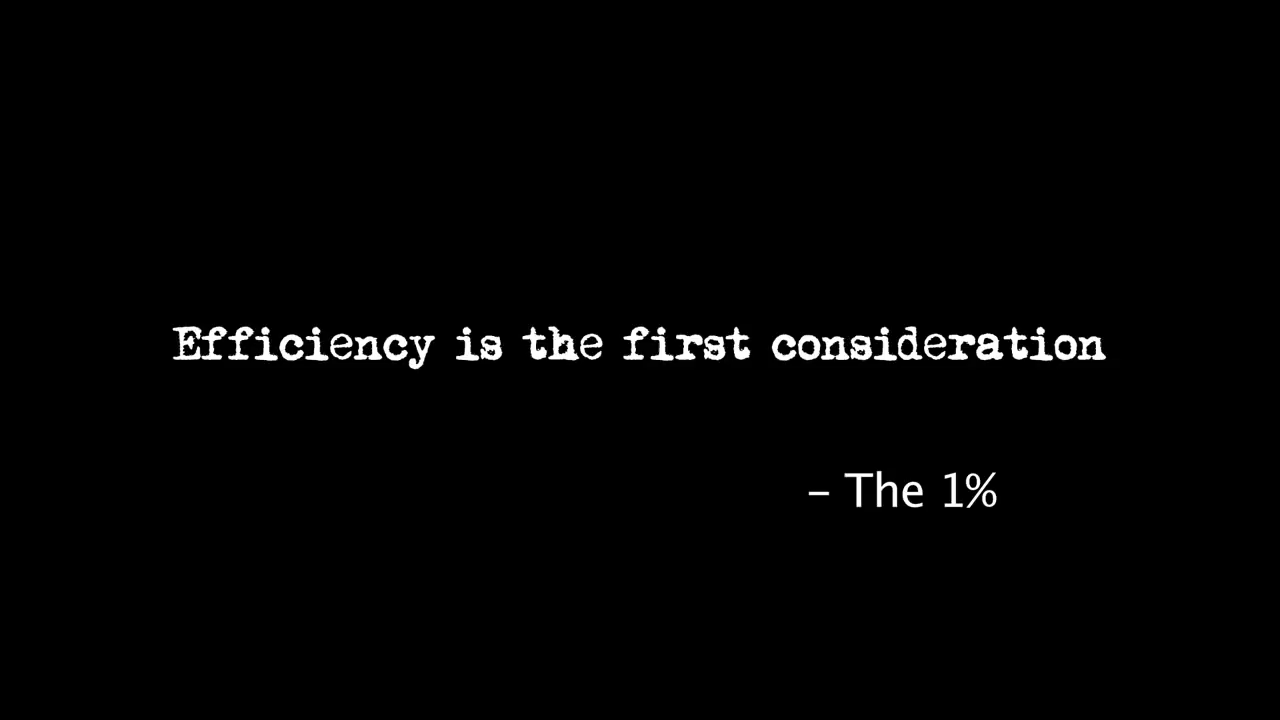 Efficiency is the first consideration
– The 1%